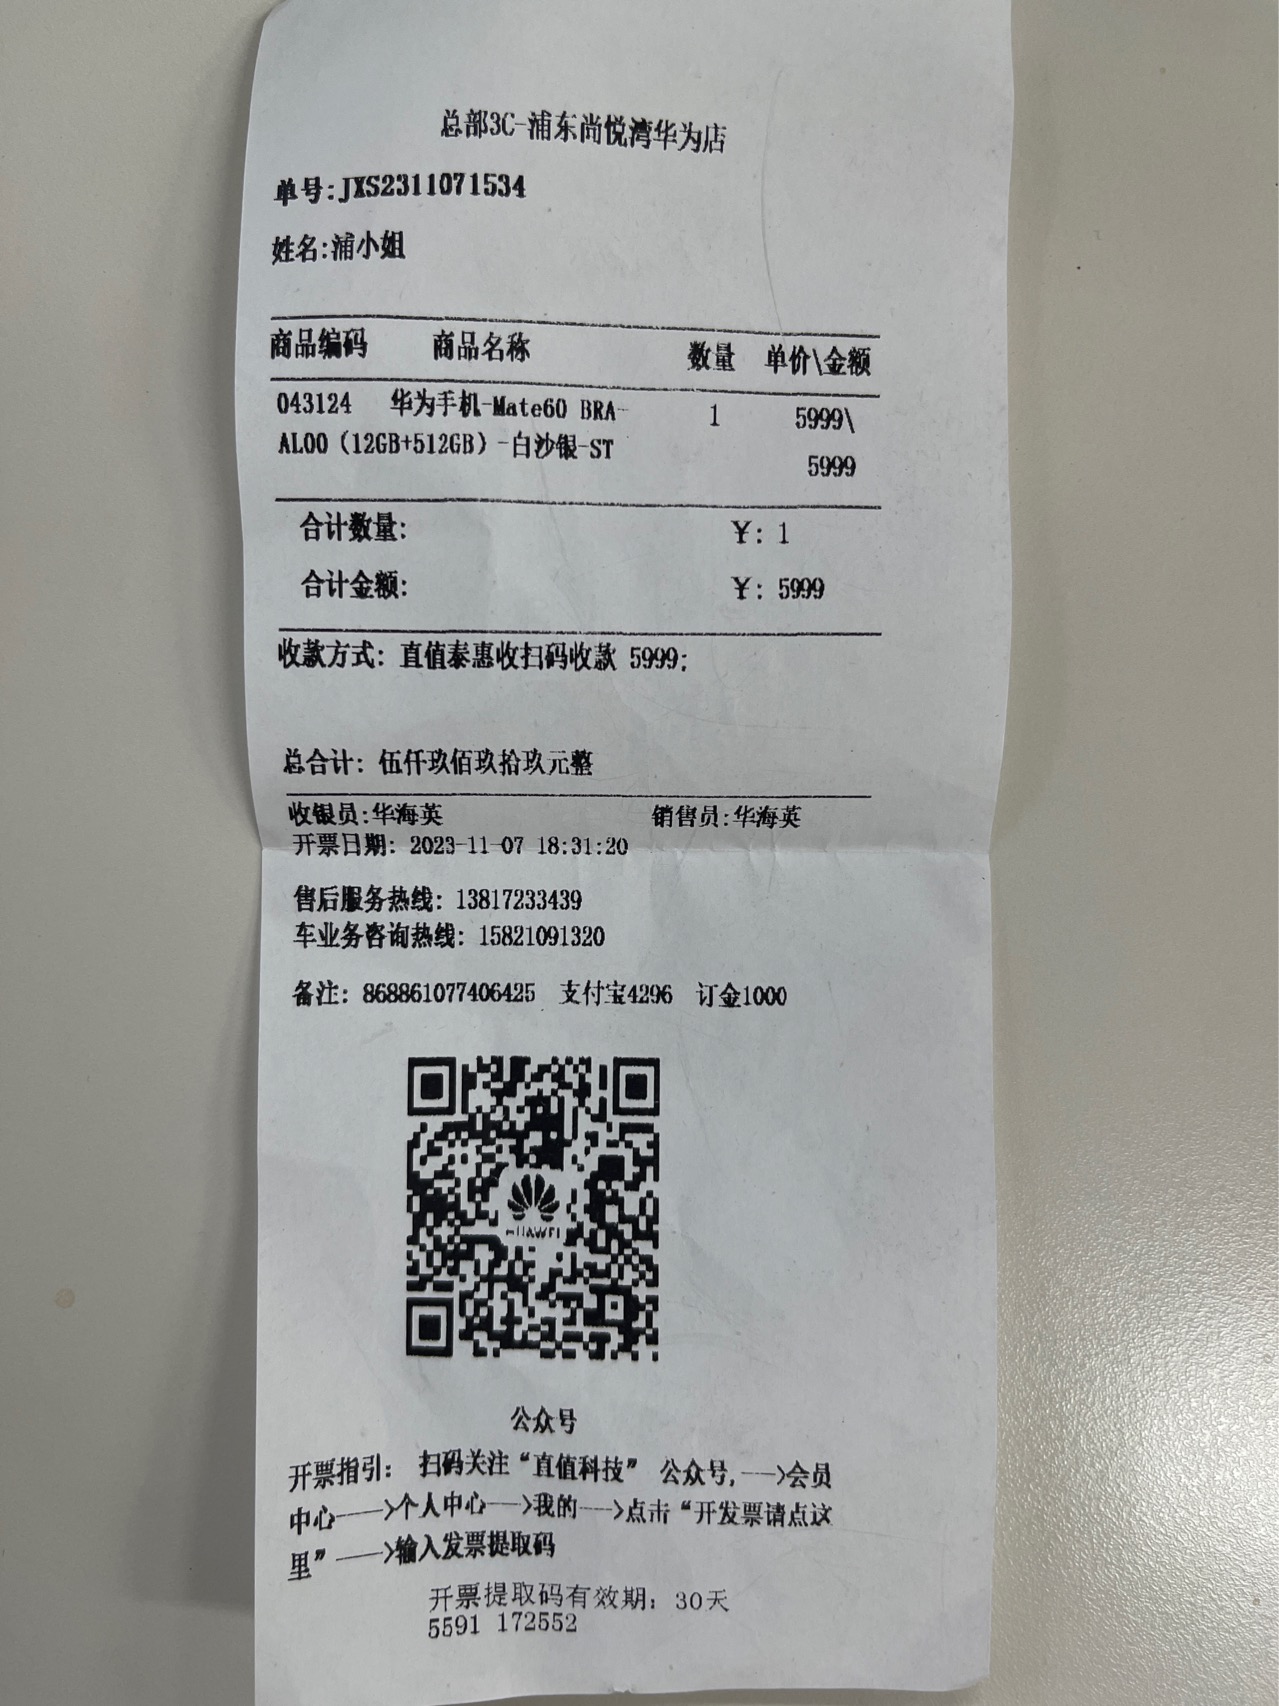 总部3C-浦东尚悦湾华为店
单号:JXS2311071534
姓名:浦小姐
商品编码 商品名称 数量 单价\金额
043124 华为手机-Mate60 BRA- 1 5999\
AL00（12GB+512GB）-白沙银-ST 5999
合计数量: ¥: 1
合计金额: ¥: 5999
收款方式: 直值泰惠收扫码收款 5999;
总合计: 伍仟玖佰玖拾玖元整
收银员:华海英 销售员:华海英
开票日期: 2023-11-07 18:31:20
售后服务热线: 13817233439
车业务咨询热线: 15821091320
备注: 868861077406425 支付宝4296 订金1000
HUAWEI
公众号
开票指引: 扫码关注“直值科技” 公众号,—>会员
中心——>个人中心——>我的——>点击“开发票请点这
里”——>输入发票提取码
开票提取码有效期: 30天
5591 172552